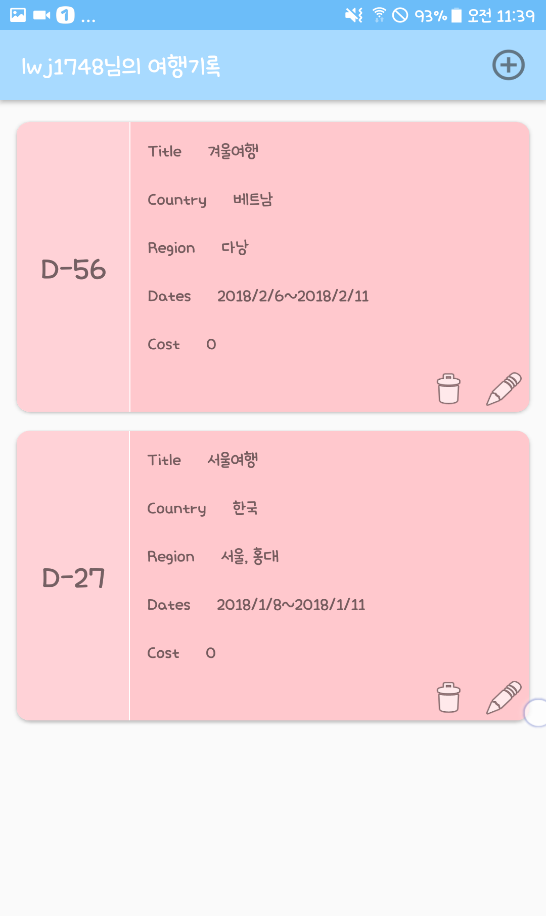 1 ... 93% 오전 11:39
lwj1748님의 여행기록
D-56
Title 겨울여행
Country 베트남
Region 다낭
Dates 2018/2/6~2018/2/11
Cost 0
D-27
Title 서울여행
Country 한국
Region 서울, 홍대
Dates 2018/1/8~2018/1/11
Cost 0